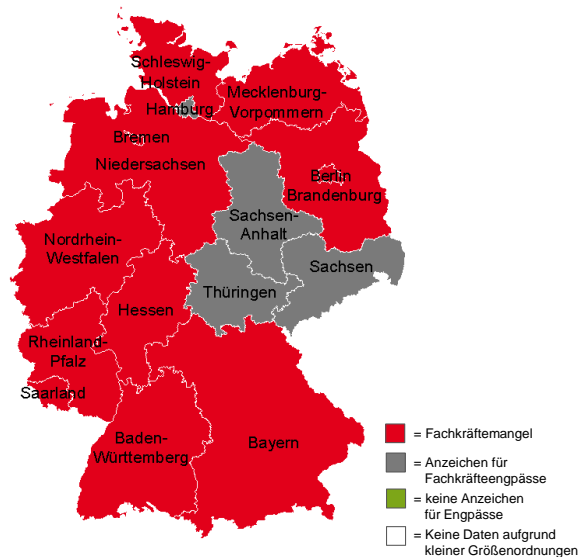 Schleswig-
Holstein
Mecklenburg-
Vorpommern
Hamburg
Bremen
Niedersachsen
Berlin
Brandenburg
Sachsen-
Anhalt
Nordrhein-
Westfalen
Sachsen
Thüringen
Hessen
Rheinland-
Pfalz
Saarland
Baden-
Württemberg
Bayern
= Fachkräftemangel
= Anzeichen für
Fachkräfteengpässe
= keine Anzeichen
für Engpässe
= Keine Daten aufgrund
kleiner Größenordnungen